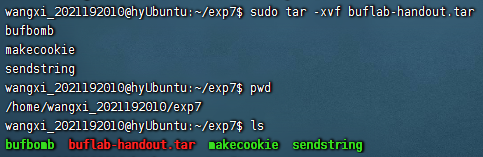 wangxi_2021192010@hyUbuntu:~/exp7$ sudo tar -xvf buflab-handout.tar
bufbomb
makecookie
sendstring
wangxi_2021192010@hyUbuntu:~/exp7$ pwd
/home/wangxi_2021192010/exp7
wangxi_2021192010@hyUbuntu:~/exp7$ ls
bufbomb  buflab-handout.tar  makecookie  sendstring